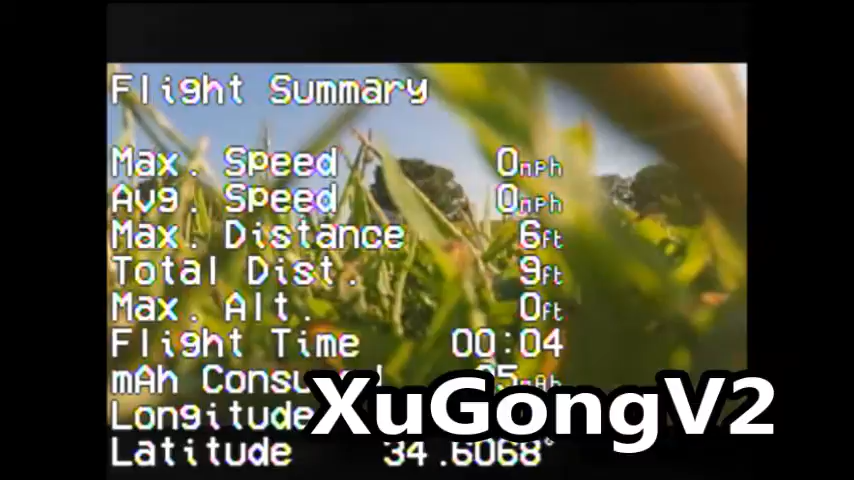 Flight Summary
Max. Speed 0mph
Avg. Speed 0mph
Max. Distance 6ft
Total Dist. 9ft
Max. Alt. 0ft
Flight Time 00:04
mAh mAh
Longitude
XuGongV2
Latitude 34.6068°